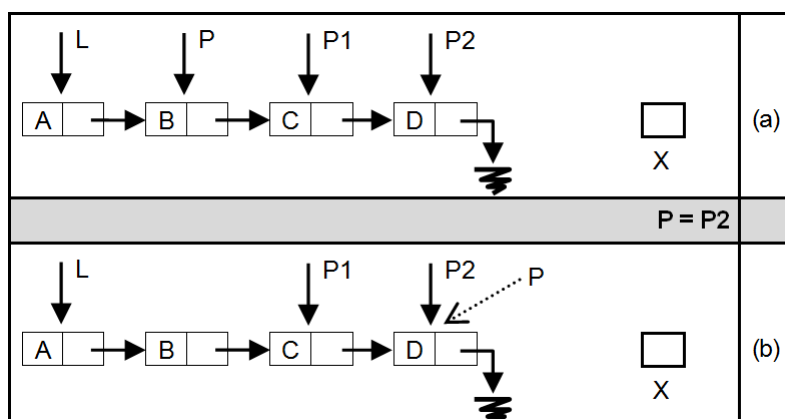 L P P1 P2
A B C D (a)
X
P = P2
L P1 P2 P
A B C D (b)
X